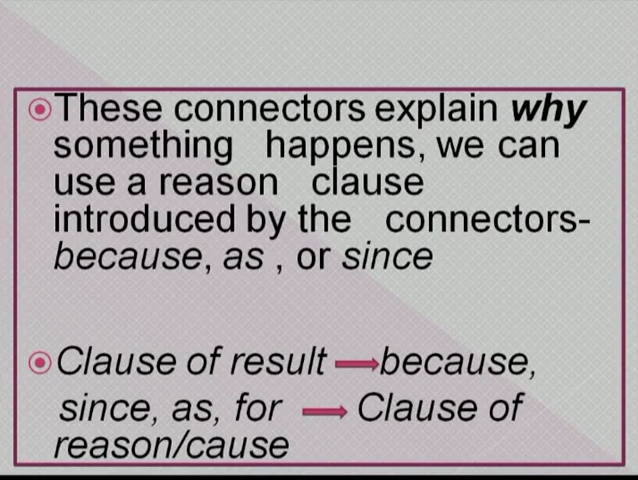 These connectors explain why
something happens, we can
use a reason clause
introduced by the connectors-
because, as , or since
Clause of result because,
since, as, for Clause of
reason/cause